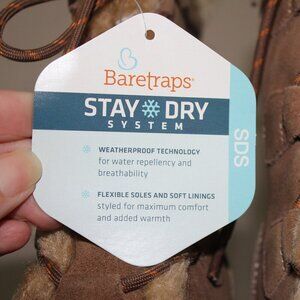 Baretraps®
STAY DRY
SYSTEM
WEATHERPROOF TECHNOLOGY
for water repellency and
breathability
FLEXIBLE SOLES AND SOFT LININGS
styled for maximum comfort
and added warmth
SDS